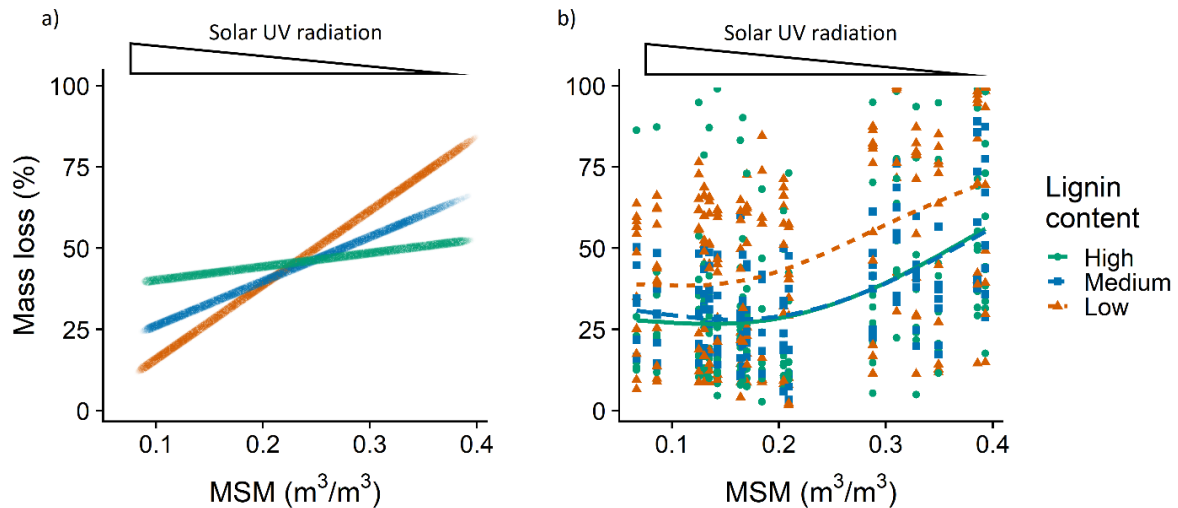 a)
Solar UV radiation
100
75
50
25
0
Mass loss (%)
0.1 0.2 0.3 0.4
MSM (m³/m³)
b)
Solar UV radiation
100
75
50
25
0
0.1 0.2 0.3 0.4
MSM (m³/m³)
Lignin
content
High
Medium
Low